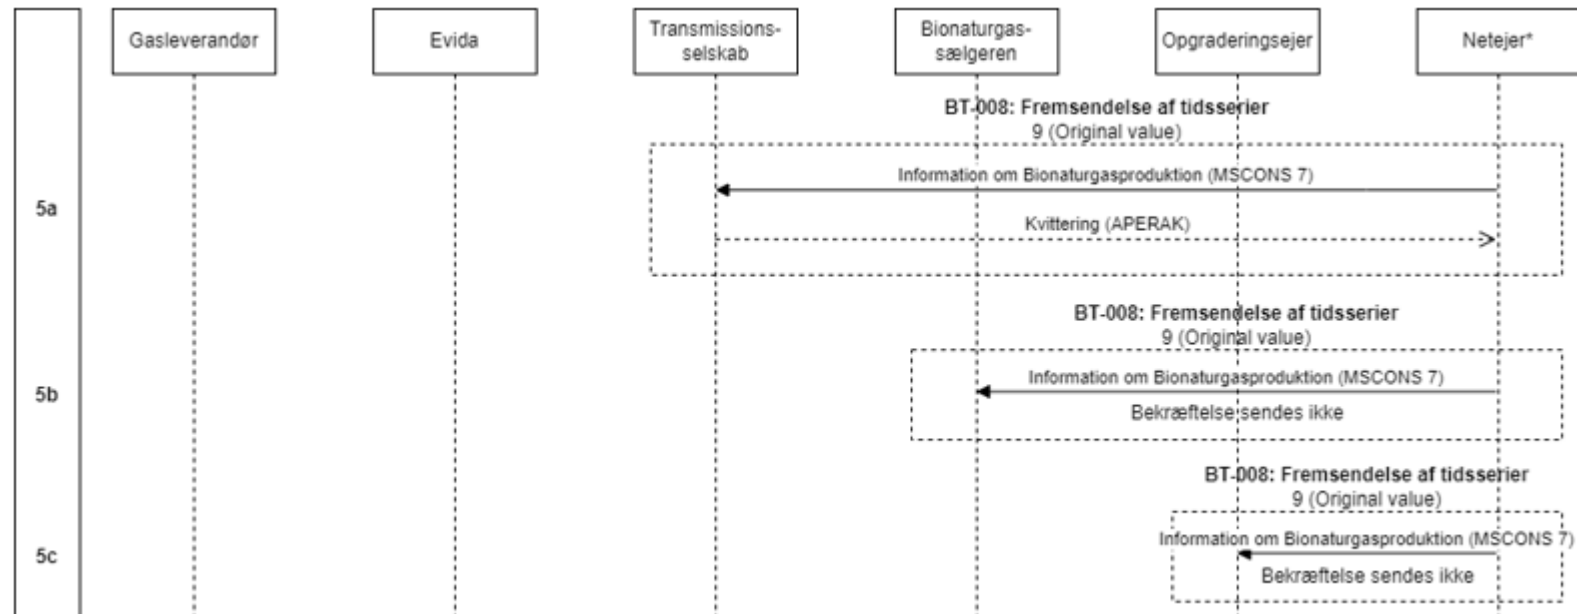 Gasleverandør
Evida
Transmissions-
selskab
Bionaturgas-
sælgeren
Opgraderingsejer
Netejer*
BT-008: Fremsendelse af tidsserier
9 (Original value)
Information om Bionaturgasproduktion (MSCONS 7)
5a
Kvittering (APERAK)
BT-008: Fremsendelse af tidsserier
9 (Original value)
Information om Bionaturgasproduktion (MSCONS 7)
5b
Bekræftelse sendes ikke
BT-008: Fremsendelse af tidsserier
9 (Original value)
Information om Bionaturgasproduktion (MSCONS 7)
5c
Bekræftelse sendes ikke